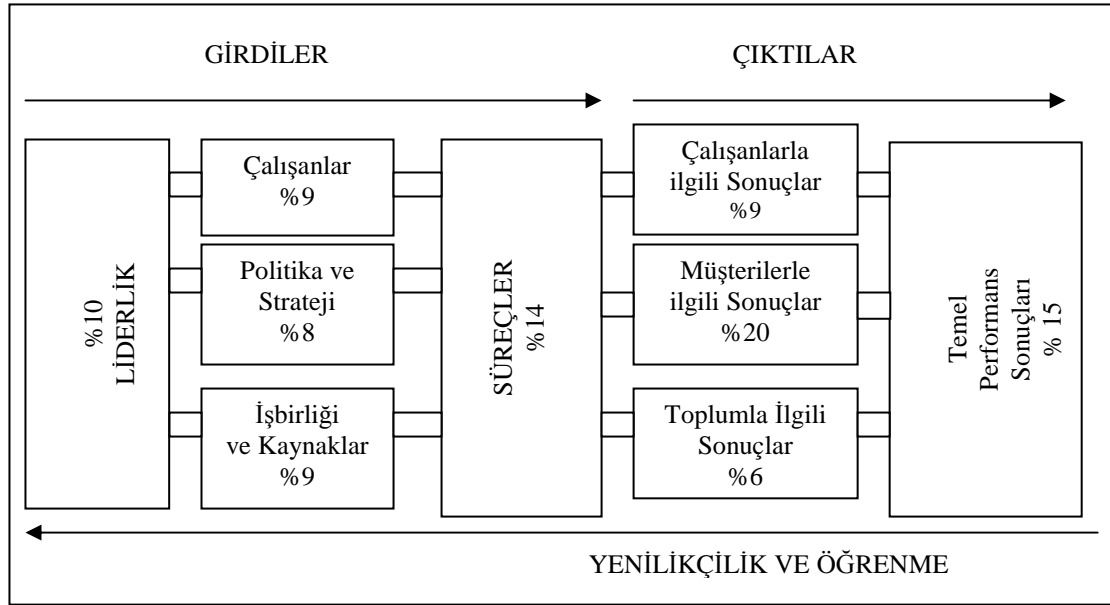 GİRDİLER
ÇIKTILAR
%10
LİDERLİK
Çalışanlar
%9
Politika ve
Strateji
%8
İşbirliği
ve Kaynaklar
%9
SÜREÇLER
%14
Çalışanlarla
ilgili Sonuçlar
%9
Müşterilerle
ilgili Sonuçlar
%20
Toplumla İlgili
Sonuçlar
%6
Temel
Performans
Sonuçları
% 15
YENİLİKÇİLİK VE ÖĞRENME